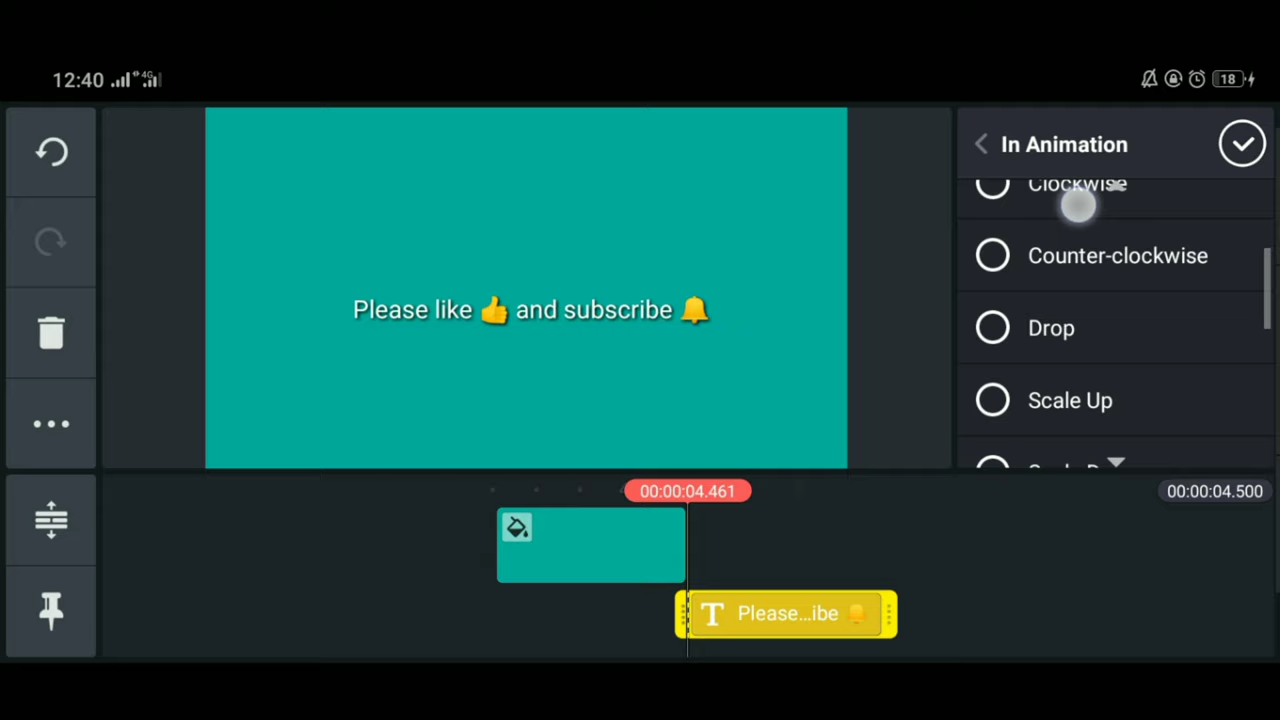 12:40
4G
18
In Animation
Clockwise
Counter-clockwise
Drop
Scale Up
Please like 👍 and subscribe 🔔
00:00:04.461
00:00:04.500
T Please...ibe 🔔